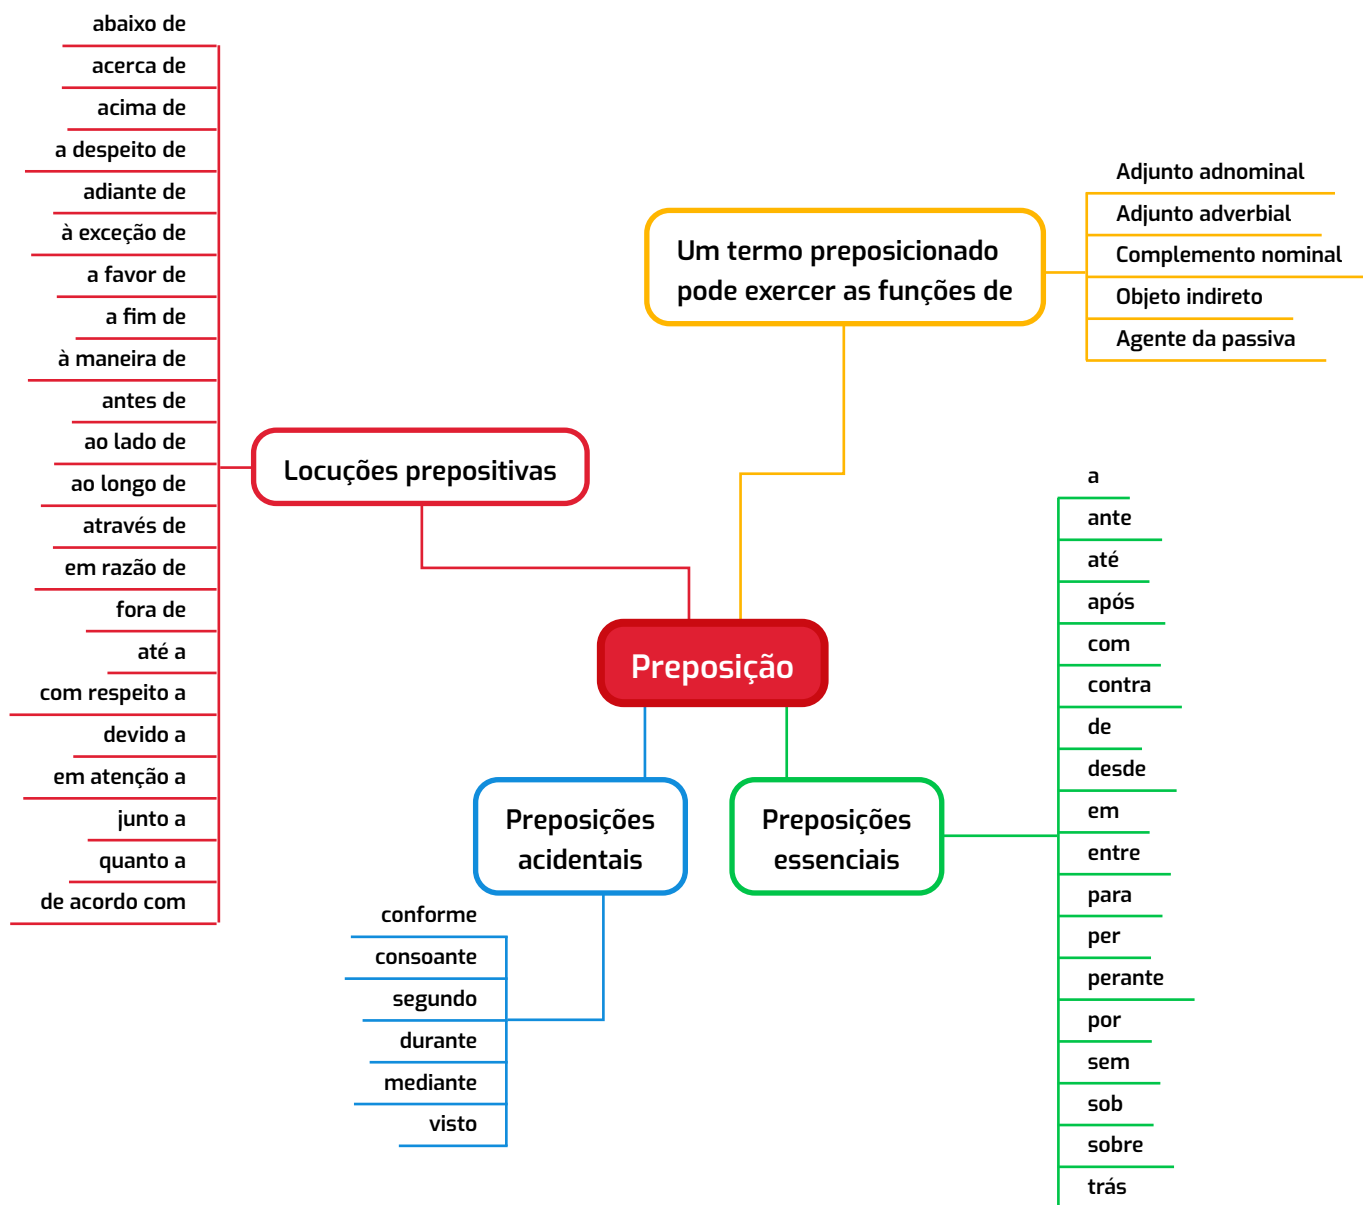 abaixo de
acerca de
acima de
a despeito de
adiante de
à exceção de
a favor de
a fim de
à maneira de
antes de
ao lado de
ao longo de
através de
em razão de
fora de
até a
com respeito a
devido a
em atenção a
junto a
quanto a
de acordo com
Locuções prepositivas
Um termo preposicionado
pode exercer as funções de
Adjunto adnominal
Adjunto adverbial
Complemento nominal
Objeto indireto
Agente da passiva
Preposição
Preposições
acidentais
conforme
consoante
segundo
durante
mediante
visto
Preposições
essenciais
a
ante
até
após
com
contra
de
desde
em
entre
para
per
perante
por
sem
sob
sobre
trás